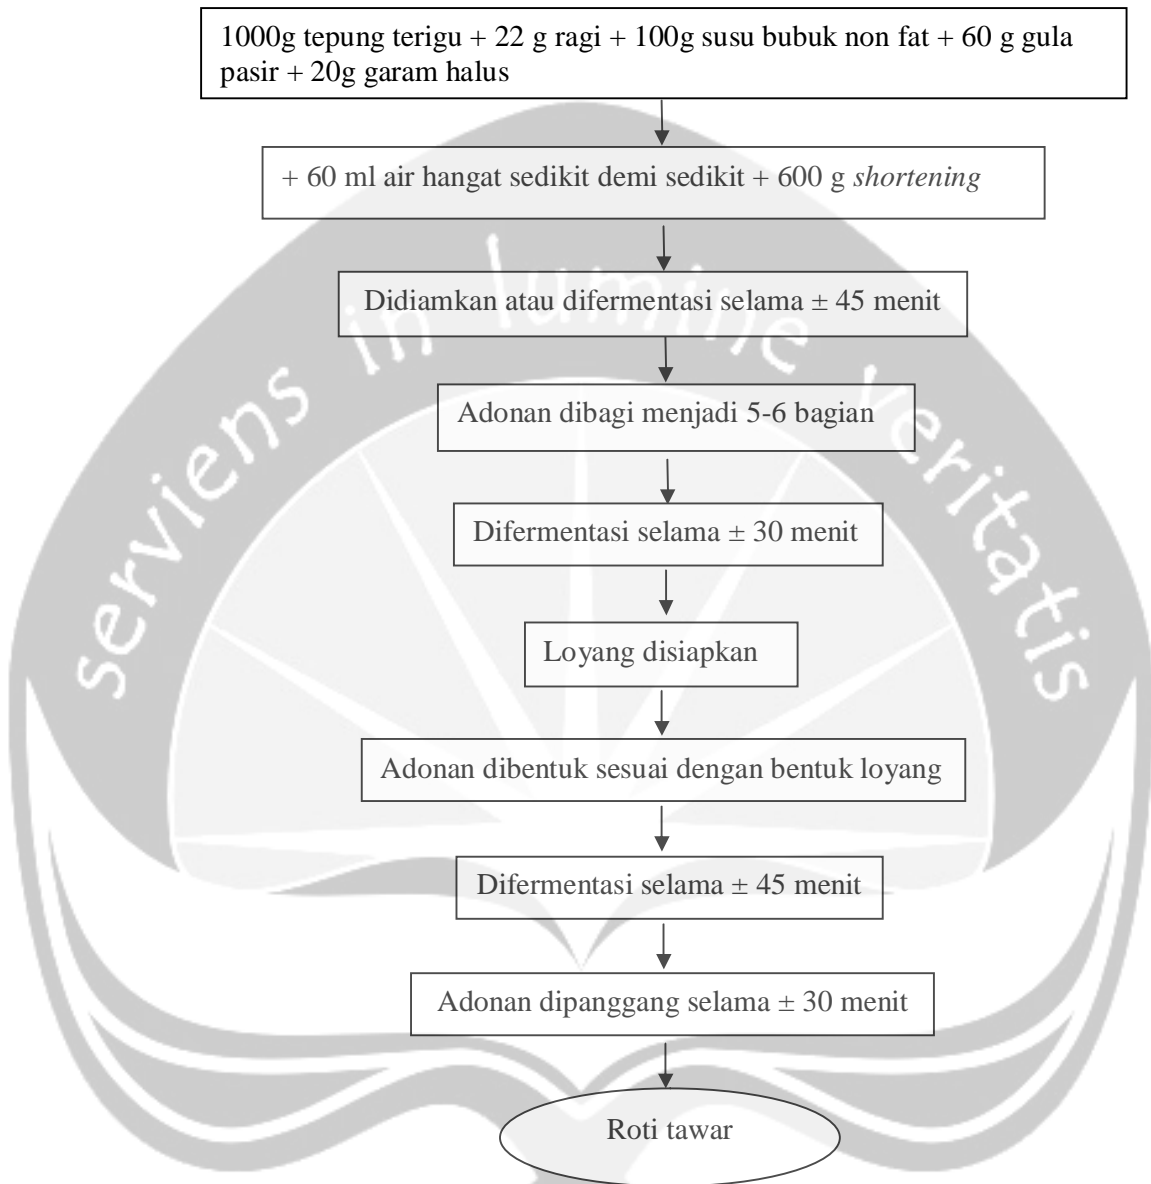 1000g tepung terigu + 22 g ragi + 100g susu bubuk non fat + 60 g gula
pasir + 20g garam halus
+ 60 ml air hangat sedikit demi sedikit + 600 g shortening
Didiamkan atau difermentasi selama ± 45 menit
Adonan dibagi menjadi 5-6 bagian
Difermentasi selama ± 30 menit
Loyang disiapkan
Adonan dibentuk sesuai dengan bentuk loyang
Difermentasi selama ± 45 menit
Adonan dipanggang selama ± 30 menit
Roti tawar
serviens in lumine veritatis